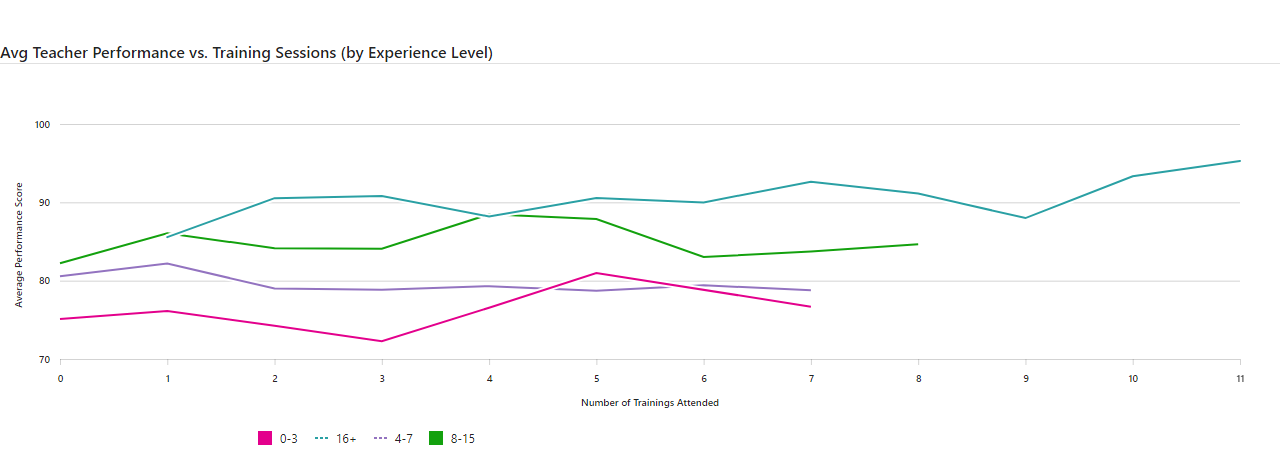 Avg Teacher Performance vs. Training Sessions (by Experience Level)
Average Performance Score
100
90
80
70
0 1 2 3 4 5 6 7 8 9 10 11
Number of Trainings Attended
0-3 16+ 4-7 8-15